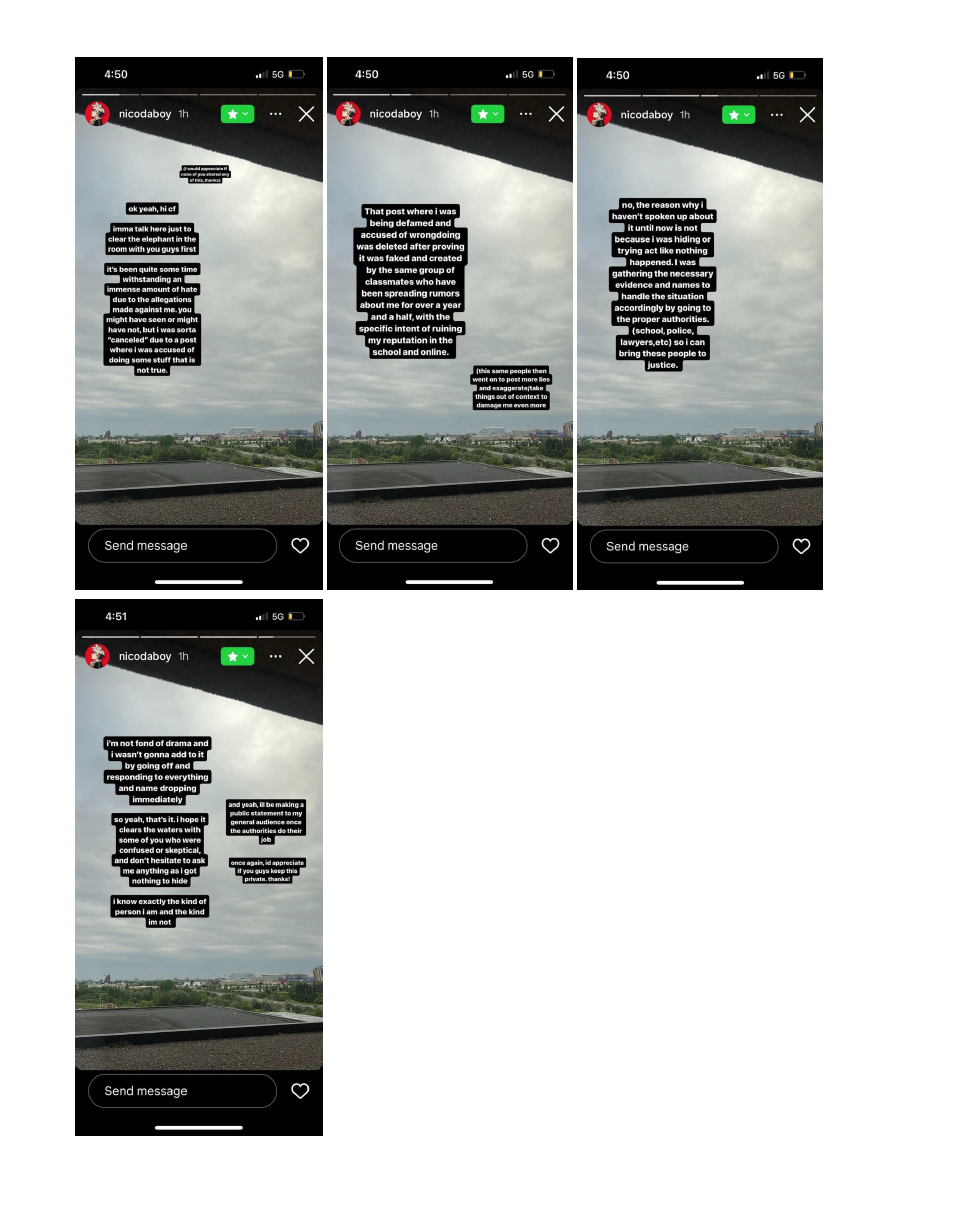 4:50
5G
nicodaboy 1h
(I would appreciate if
none of you shared any
of this, thanks)
ok yeah, hi cf
imma talk here just to
clear the elephant in the
room with you guys first
it's been quite some time
withstanding an
immense amount of hate
due to the allegations
made against me. you
might have seen or might
have not, but i was sorta
"canceled" due to a post
where i was accused of
doing some stuff that is
not true.
Send message
4:50
5G
nicodaboy 1h
That post where i was
being defamed and
accused of wrongdoing
was deleted after proving
it was faked and created
by the same group of
classmates who have
been spreading rumors
about me for over a year
and a half, with the
specific intent of ruining
my reputation in the
school and online.
(this same people then
went on to post more lies
and exaggerate/take
things out of context to
damage me even more
Send message
4:50
5G
nicodaboy 1h
no, the reason why i
haven't spoken up about
it until now is not
because i was hiding or
trying act like nothing
happened. I was
gathering the necessary
evidence and names to
handle the situation
accordingly by going to
the proper authorities.
(school, police,
lawyers,etc) so i can
bring these people to
justice.
Send message
4:51
5G
nicodaboy 1h
i'm not fond of drama and
i wasn't gonna add to it
by going off and
responding to everything
and name dropping
immediately
so yeah, that's it. i hope it
clears the waters with
some of you who were
confused or skeptical,
and don't hesitate to ask
me anything as i got
nothing to hide
i know exactly the kind of
person i am and the kind
im not
and yeah, ill be making a
public statement to my
general audience once
the authorities do their
job
once again, id appreciate
if you guys keep this
private. thanks!
Send message